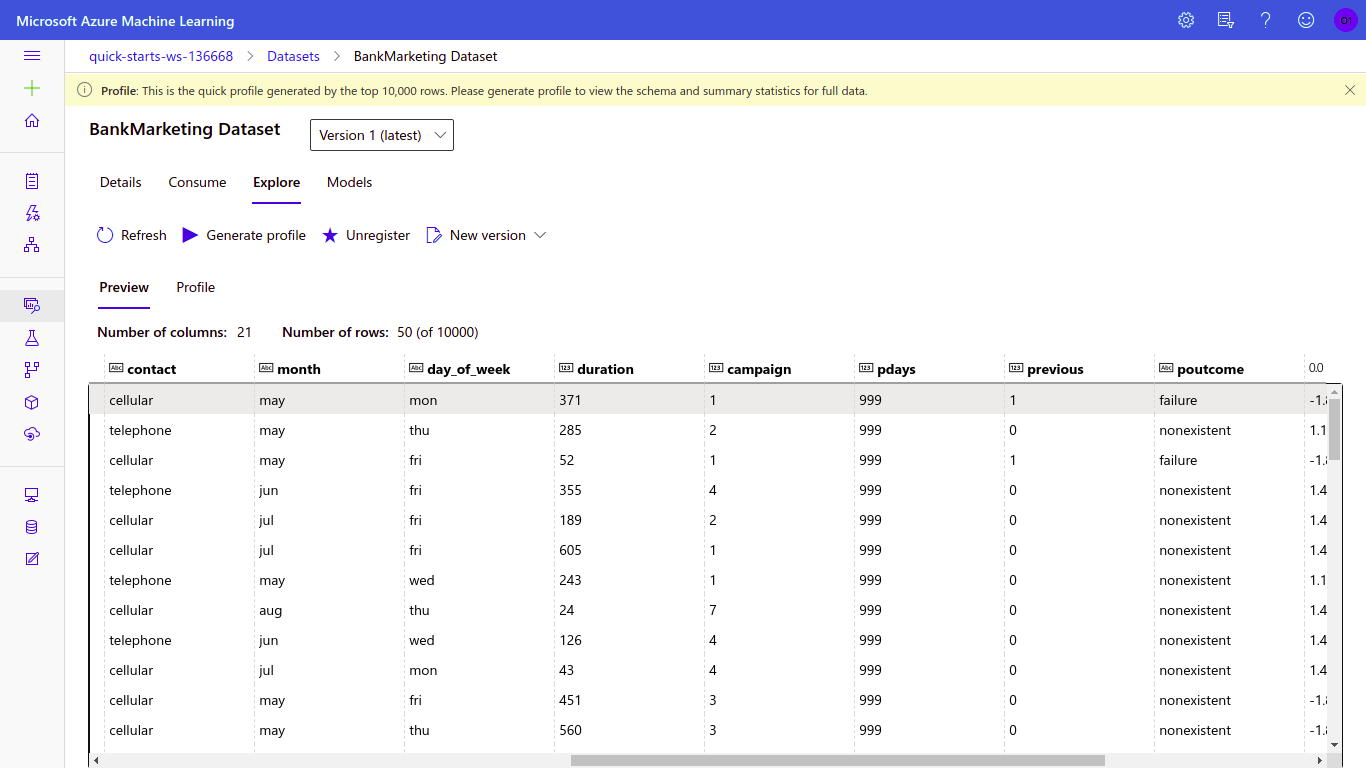 Microsoft Azure Machine Learning
O1
quick-starts-ws-136668 > Datasets > BankMarketing Dataset
Profile: This is the quick profile generated by the top 10,000 rows. Please generate profile to view the schema and summary statistics for full data.
BankMarketing Dataset
Version 1 (latest)
Details Consume Explore Models
Refresh Generate profile Unregister New version
Preview Profile
Number of columns: 21 Number of rows: 50 (of 10000)
Abc contact Abc month Abc day_of_week 123 duration 123 campaign 123 pdays 123 previous Abc poutcome 0.0
cellular may mon 371 1 999 1 failure
telephone may thu 285 2 999 0 nonexistent 1.1
cellular may fri 52 1 999 1 failure
telephone jun fri 355 4 999 0 nonexistent 1.4
cellular jul fri 189 2 999 0 nonexistent 1.4
cellular jul fri 605 1 999 0 nonexistent 1.4
telephone may wed 243 1 999 0 nonexistent 1.1
cellular aug thu 24 7 999 0 nonexistent 1.4
telephone jun wed 126 4 999 0 nonexistent 1.4
cellular jul mon 43 4 999 0 nonexistent 1.4
cellular may fri 451 3 999 0 nonexistent
cellular may thu 560 3 999 0 nonexistent